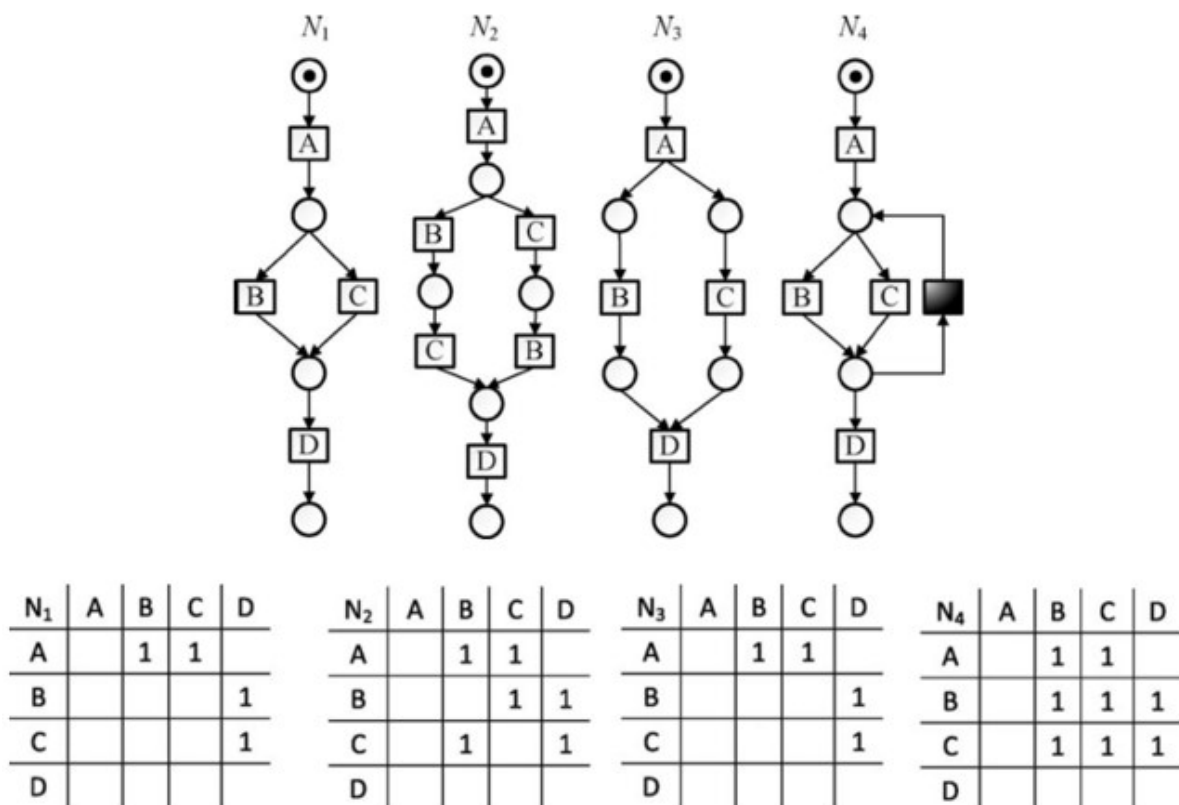 N1 N2 N3 N4
A A A A
B C B C B C B C
C B
D D D D
N1 A B C D N2 A B C D N3 A B C D N4 A B C D
A 1 1 A 1 1 A 1 1 A 1 1
B 1 B 1 1 B 1 B 1 1 1
C 1 C 1 1 C 1 C 1 1 1
D D D D